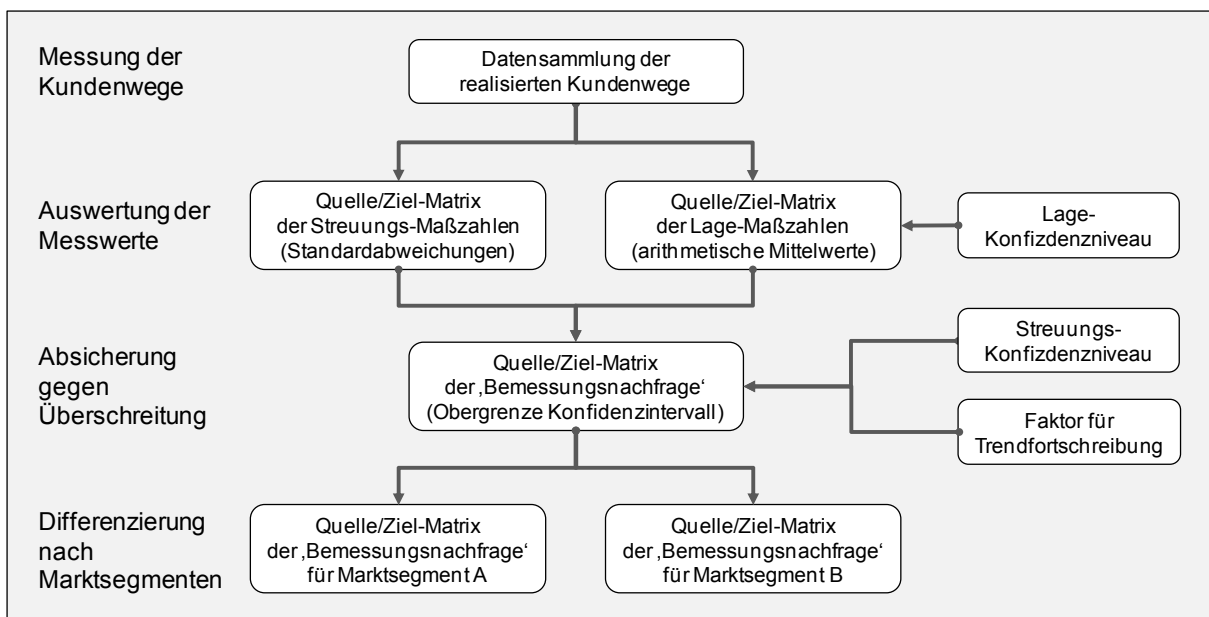 Messung der
Kundenwege
Datensammlung der
realisierten Kundenwege
Auswertung der
Messwerte
Quelle/Ziel-Matrix
der Streuungs-Maßzahlen
(Standardabweichungen)
Quelle/Ziel-Matrix
der Lage-Maßzahlen
(arithmetische Mittelwerte)
Lage-
Konfizdenzniveau
Absicherung
gegen
Überschreitung
Quelle/Ziel-Matrix
der ‚Bemessungsnachfrage‘
(Obergrenze Konfidenzintervall)
Streuungs-
Konfizdenzniveau
Faktor für
Trendfortschreibung
Differenzierung
nach
Marktsegmenten
Quelle/Ziel-Matrix
der ‚Bemessungsnachfrage‘
für Marktsegment A
Quelle/Ziel-Matrix
der ‚Bemessungsnachfrage‘
für Marktsegment B